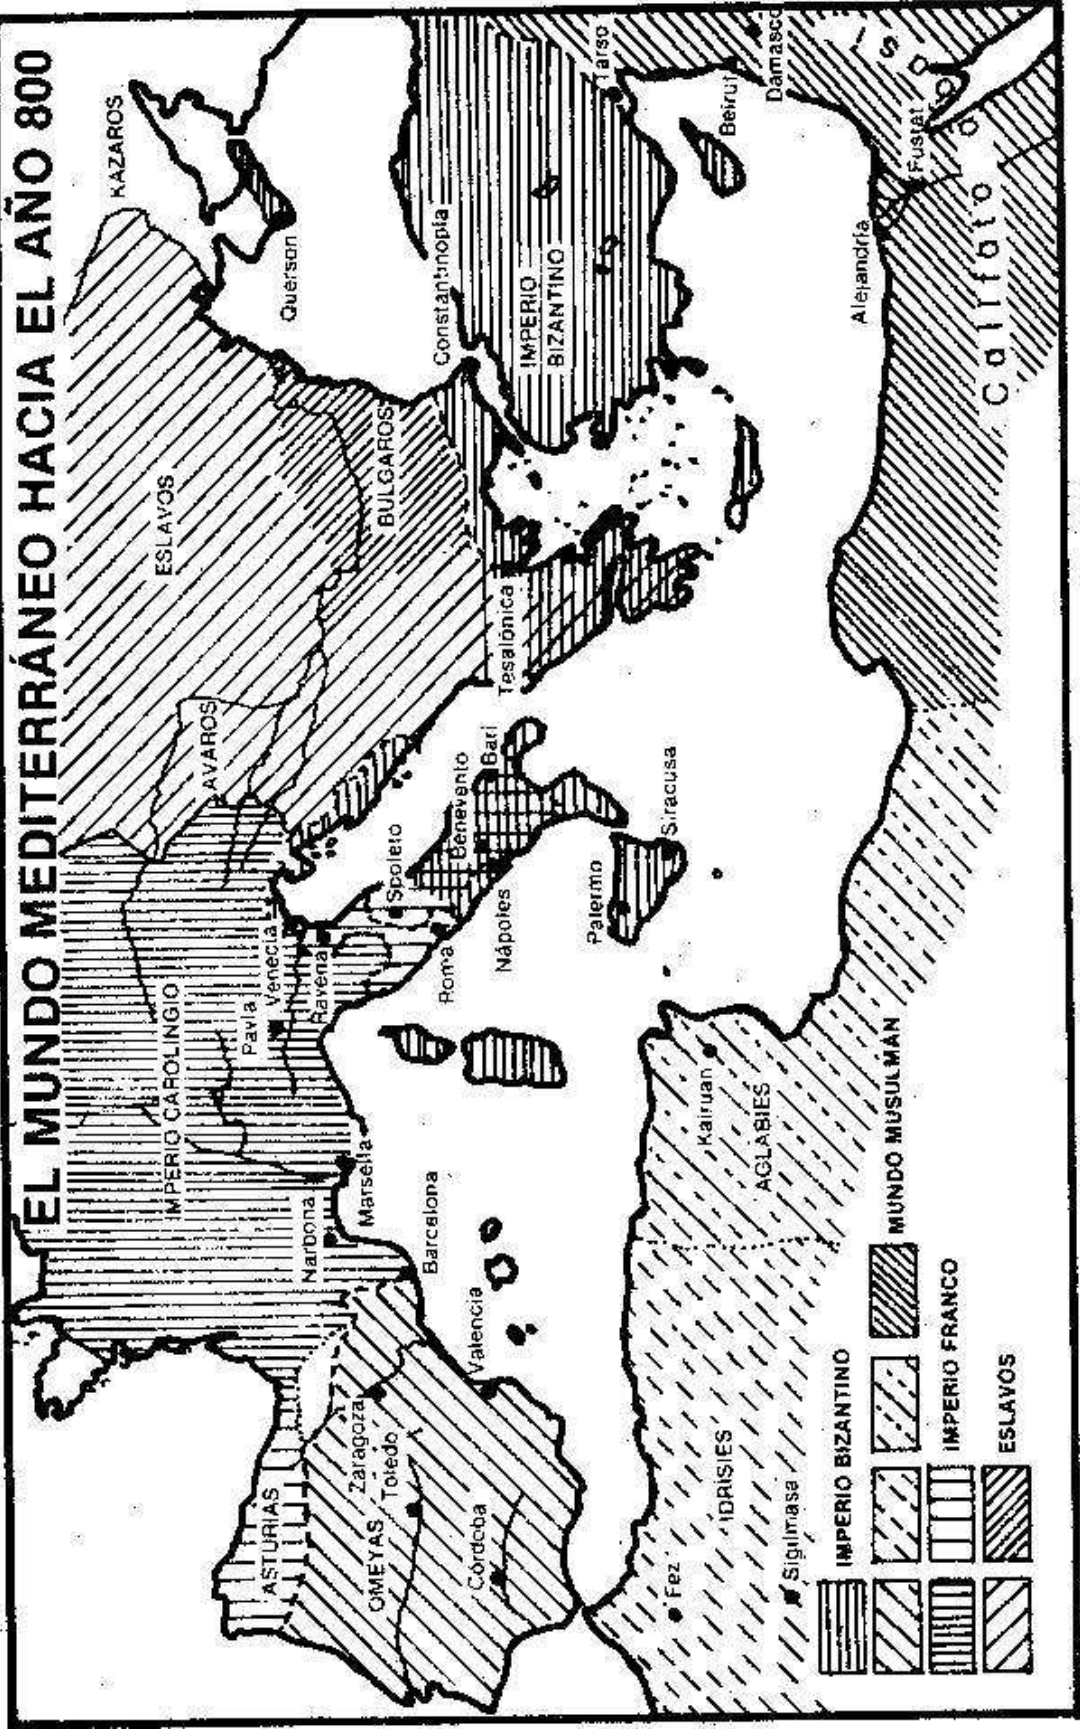 EL MUNDO MEDITERRÁNEO HACIA EL AÑO 800
KAZAROS
ESLAVOS
AVAROS
BULGAROS
Querson
Constantinopla
IMPERIO
BIZANTINO
Tarso
Beirut
Damasco
Fustat
Alejandría
Califato
Tesalónica
IMPERIO CAROLINGIO
Pavía
Venecia
Ravena
Spoleto
Benevento
Bari
Roma
Nápoles
Palermo
Siracusa
Narbona
Marsella
Barcelona
Valencia
ASTURIAS
Zaragoza
Toledo
OMEYAS
Córdoba
Kairuan
AGLABIES
IDRISIES
Fez
Sigilmasa
IMPERIO BIZANTINO
MUNDO MUSULMAN
IMPERIO FRANCO
ESLAVOS